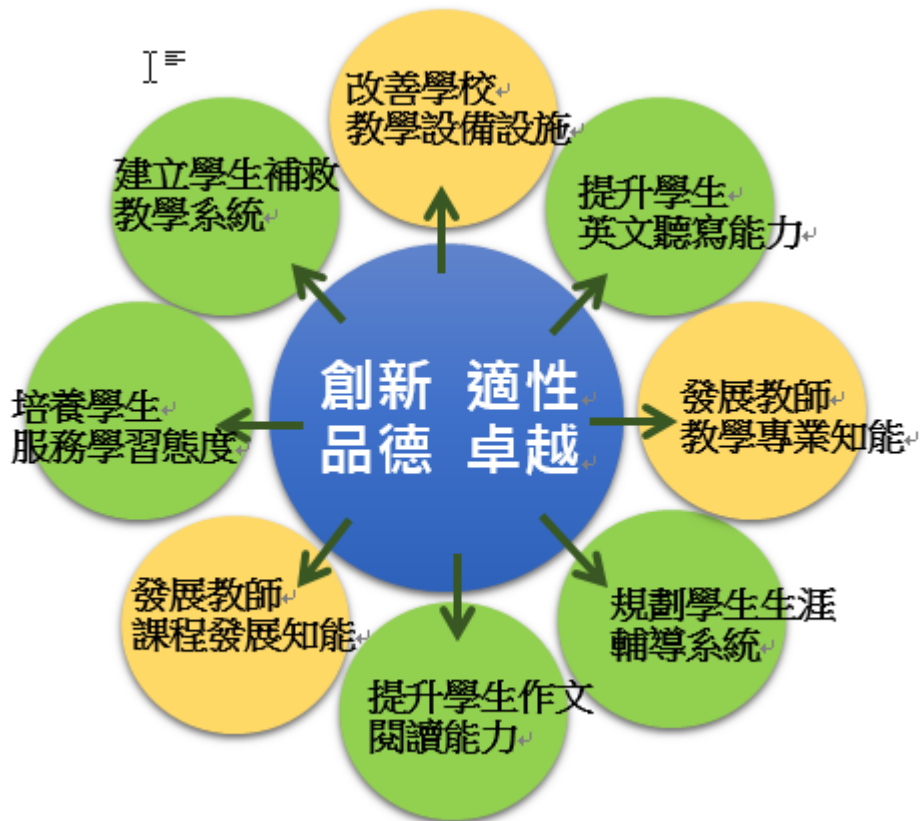 改善學校
教學設備設施
提升學生
英文聽寫能力
發展教師
教學專業知能
規劃學生生涯
輔導系統
提升學生作文
閱讀能力
發展教師
課程發展知能
培養學生
服務學習態度
建立學生補救
教學系統
創新 適性
品德 卓越